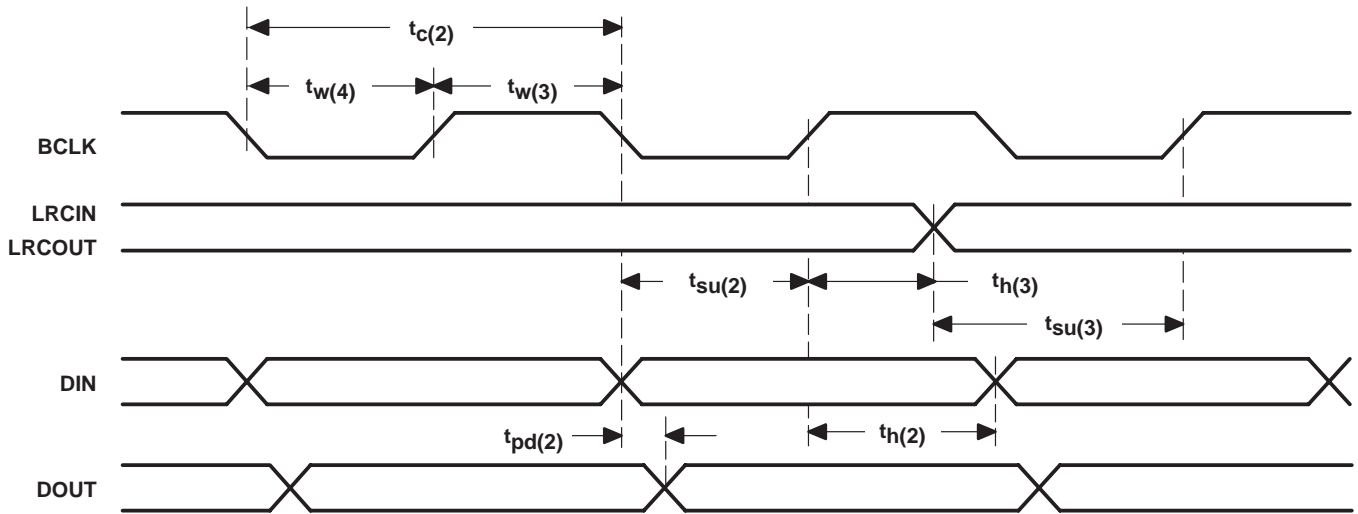 tc(2)
tw(4) tw(3)
BCLK
LRCIN
LRCOUT
tsu(2) th(3)
tsu(3)
DIN
tpd(2) th(2)
DOUT